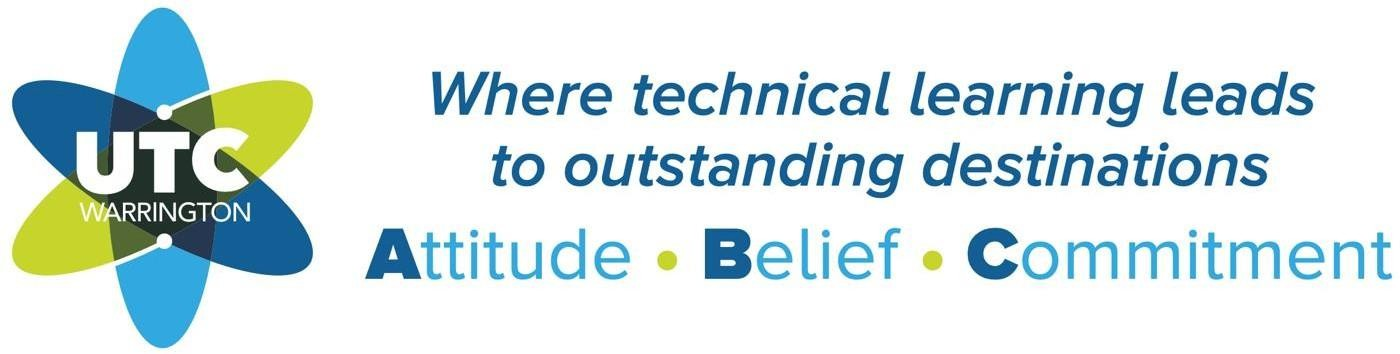 UTC
WARRINGTON
Where technical learning leads
to outstanding destinations
Attitude • Belief • Commitment